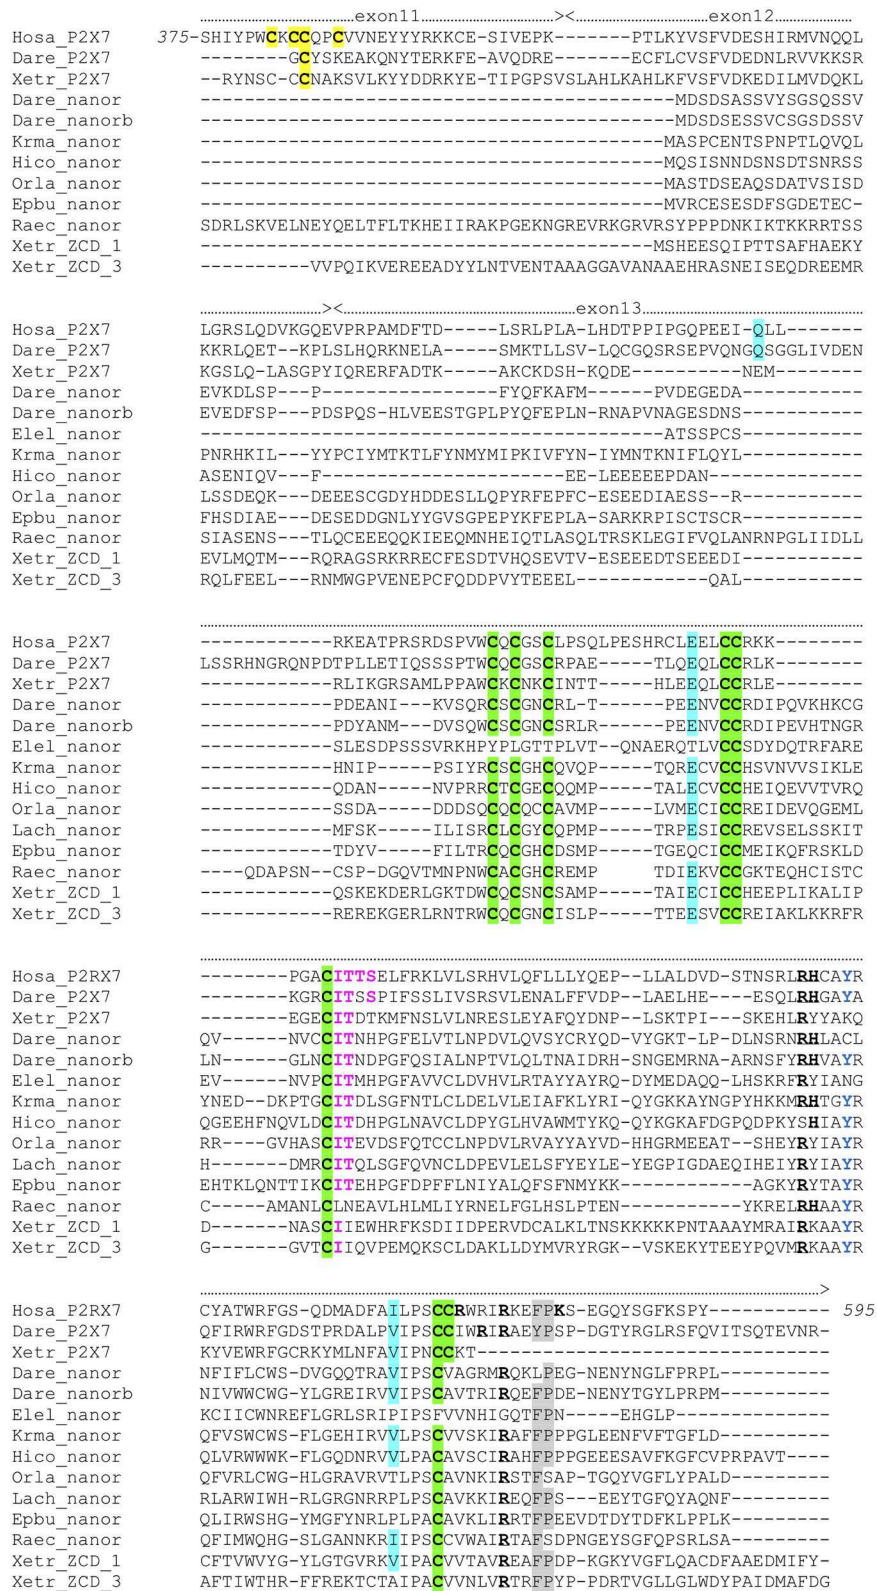 exon11 >< exon12
Hosa_P2X7 375-SHIYPWCKCCQPCVVNEYYYRKKCE-SIVEPK------PTLKYVSFVDESHIRMVNQQL
Dare_P2X7 GCYSKEAKQNYTERKFE-AVQDRE------ECFLCVSFVDEDNLRVVKKSR
Xetr_P2X7 --RYNSC-CCNAKSVLKYYDDRKYE-TIPGPSVSLAHLKAHLKFVSFVDKEDILMVDQKL
Dare_nanor -------------------------------------------MDSDSASSVYSGSQSSV
Dare_nanorb -------------------------------------------MDSDSESSVCSGSDSSV
Krma_nanor ------------------------------------------MASPCENTSPNPTLQVQL
Hico_nanor ------------------------------------------MQSISNNDSNSDTSNRSS
Orla_nanor ------------------------------------------MASTDSEAQSDATVSISD
Epbu_nanor ------------------------------------------MVRCESESDFSGDETEC-
Raec_nanor SDRLSKVELNEYQELTFLTKHEIIRAKPGEKNGREVRKGRVRSYPPPDNKIKTKKRRTSS
Xetr_ZCD_1 -----------------------------------------MSHEESQIPTTSAFHAEKY
Xetr_ZCD_3 ----------VVPQIKVEREEADYYLNTVENTAAAGGAVANAAEHRASNEISEQDREEMR
>< exon13
Hosa_P2X7 LGRSLQDVKGQEVPRPAMDFTD-----LSRLPLA-LHDTPPIPGQPEEI-QLL-------
Dare_P2X7 KKRLQET--KPLSLHQRKNELA-----SMKTLLSV-LQCGQSRSEPVQNGQSGGLIVDEN
Xetr_P2X7 KGSLQ-LASGPYIQRERFADTK-----AKCKDSH-KQDE--------NEM-------
Dare_nanor EVKDLSP--P----------------FYQFKAFM-----PVDEGEDA-----------
Dare_nanorb EVEDFSP--PDSPQS-HLVEESTGPLPYQFEPLN-RNAPVNAGESDNS-----------
Elel_nanor ------------------------------------------ATSSPCS-----------
Krma_nanor PNRHKIL---YYPCIYMTKTLFYNMYMIPKIVFYN-IYMNTKNIFLQYL-----------
Hico_nanor ASENIQV---F----------------------EE-LEEEEEEPDAN-------------
Orla_nanor LSSDEQK---DEEESCGDYHDDESLLQPYRFEPFC-ESEEDIAESS--R-----------
Epbu_nanor FHSDIAE---DESEDDGNLYYGVSGPEPYKFEPLA-SARKRPISCTSCR-----------
Raec_nanor SIASENS---TLQCEEEQQKIEEQMNHEIQTLASQLTRSKLEGIFVQLANRNPGLIIDLL
Xetr_ZCD_1 EVLMQTM---RQRAGSRKRRECFESDTVHQSEVTV-ESEEEDTSEEEDI-----------
Xetr_ZCD_3 RQLFEEL---RNMWGPVENEPCFQDDPVYTEEEL------------QAL-----------
Hosa_P2X7 ------------RKEATPRSRDSPVWCQCGSCLPSQLPESHRCLEELCCRKK--------
Dare_P2X7 LSSRHNGRQNPDTPLLETIQSSSPTWCQCGSCRPAE-----TLQEQLCCRLK--------
Xetr_P2X7 ------------RLIKGRSAMLPPAWCKCNKCINTT-----HLEEQLCCRLE--------
Dare_nanor ------------PDEANI---KVSQRCSCGNCRSLR-----PEENVCCRDIPQVKHKCG
Dare_nanorb ------------PDYANM---DVSQWCSCGNCSRLR-----PEENVCCRDIPEVHTNGR
Elel_nanor ------------SLESDPSSSSVRKHPYPLGTTPLVT--QNAERQTLVCCSDYDQTRFARE
Krma_nanor ------------HNIP----PSIYRCSCGHCQVQP-----TQRECVCCHSVNVVSIKLE
Hico_nanor ------------QDAN----NVPRRCTCGECQQMP-----TALECVCCHEIQEVVTVRQ
Orla_nanor ------------SSDA----DDDSQCQCQCCAVMP-----LVMECICCREIDEVQGEML
Lach_nanor ------------MFSK----ILISRCLCGYCQPMP-----TRPESICCREVSELSSKIT
Epbu_nanor ------------TDYV----FILTRCQCGHCDSMP-----TGEQCICCMEIKQFRSKLD
Raec_nanor ----QDAPSN--CSP-DGQVTMNPNWCACGHCREMP-----TDIEKVCCGKTEQHCISTC
Xetr_ZCD_1 ------------QSKEKDERLGKTDWCQCGNCSAMP-----TAIECICCHEEPLIKALIP
Xetr_ZCD_3 ------------REREKGERLRNTRWCQCGNCISLP-----TTEESVCCREIAKLKKRFR
Hosa_P2RX7 --------PGACITTSELFRKLVLSRHVLQFLLLYQEP--LLALDVD-STNSRLRHCAYR
Dare_P2X7 --------KGRCITSSPIFSSLIVSRSVLENALFFVDP--LAELHE----ESQLRHGAYA
Xetr_P2X7 --------EGECITDTKMFNSLVLNRESLEYAFQYDNP--LSKTPI---SKEHLRYYAKQ
Dare_nanor QV------NVCCITNHPGFELVTLNPDVLQVSYCRYQD-VYGKT-LP-DLNSRNRHLACL
Dare_nanorb LN------GLNCITNDPGFQSIALNPTVLQLTNAIDRH-SNGEMRNA-ARNSFYRHVAYR
Elel_nanor EV------NVPCITMHPGFAVVCLDVHVLRTAYYAYRQ-DYMEDAQQ-LHSKRFRYIANG
Krma_nanor YNED--DKPTGCITDLSGFNTLCLDELVLEIAFKLYRI-QYGKKAYNGPYHKKMRHTGYR
Hico_nanor QGEEHFNQVLDCITDHPGLNAVCLDPYGLHVAWMTYKQ-QYKGKAFDGPQDPKYSHIAYR
Orla_nanor RR----GVHASCITEVDSFQTCCLNPDVLRVAYYAYVD-HHGRMEEAT--SHEYRYIAYR
Lach_nanor H-------DMRCITQLSGFQVNCLDPEVLELSFYEYLE-YEGPIGDAEQIHEIYRYIAYR
Epbu_nanor EHTKLQNTTIKCITEHPGFDPFFLNIYALQFSFNMYKK----------AGKYRYTAYR
Raec_nanor C-----AMANLCLNEAVLHLMLIYRNELFGLHSLPTEN---------YKRELRHAAYR
Xetr_ZCD_1 D-------NASCIIEWHRFKSDIIDPERVDCALKLTNSKKKKKPNTAAAYMRAIRKAAYR
Xetr_ZCD_3 G-------GVTCIIQVPEMQKSCLDAKLLDYMVRYRGK--VSKEKYTEEYPQVMRKAAYR
>
Hosa_P2RX7 CYATWRFGS-QDMADFAILPSCCRWRIRKEFPKS-EGQYSGFKSPY----------- 595
Dare_P2X7 QFIRWRFGDSTPRDALPVIPSCCIWRIRAEYPSP-DGTYRGLRSFQVITSQTEVNR-
Xetr_P2X7 KYVEWRFGCRKYMLNFAVIPNCCKT--------------------------------
Dare_nanor NFIFLCWS-DVGQQTRAVIPSCVAGRMRQKLPEG-NENYNGLFPRPL----------
Dare_nanorb NIVWWCWG-YLGREIRVVIPSCAVTRIRQEFPDE-NENYTGYLPRPM----------
Elel_nanor KCIICWNREFLGRLSRIPIPSFVVNHIGQTFPN-----EHGLP--------------
Krma_nanor QFVSWCWS-FLGEHIRVVLPSCVVSKIRAFFPPPGLEENFVFTGFLD----------
Hico_nanor QLVRWWWK-FLGQDNRVVLPACAVSCIRAHFPPPGEEESAVFKGFCVPRPAVT----
Orla_nanor QFVRLCWG-HLGRAVRVTLPSCAVNKIRSTFSAP-TGQYVGFLYPALD---------
Lach_nanor RLARWIWH-RLGRGNRRPLPSCAVKKIREQFPS---EEYTGFQYAQNF---------
Epbu_nanor QLIRWSHG-YMGFYNRLPLPACAVKLIRRTFPEEVDTDYTDFKLPPLK---------
Raec_nanor QFIMWQHG-SLGANNKRIIPSCCVWAIRTAFSDPNGEYSGFQPSRLSA---------
Xetr_ZCD_1 CFTVWVYG-YLGTGVRKVIPACVVTAVREAFPDP-KGKYVGFLCAQAEDMIFY-
Xetr_ZCD_3 AFTIWTHR-FFREKTCTAIPACVVNLVRTRFPYP-PDRTVGLLGLWDYPAIDMAFDG